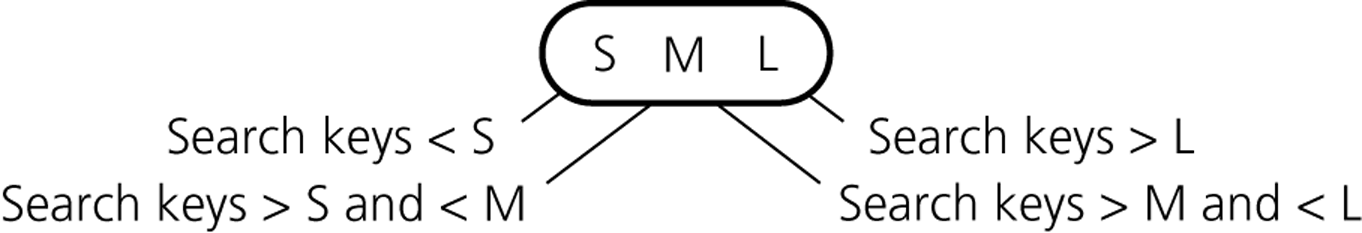 S M L
Search keys < S
Search keys > L
Search keys > S and < M
Search keys > M and < L